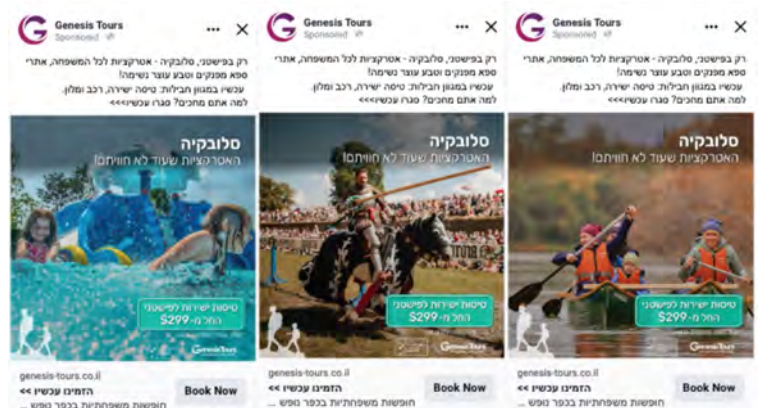 Genesis Tours
Sponsored
רק בפישטני, סלובקיה - אטרקציות לכל המשפחה, אתרי
ספא מפנקים וטבע עוצר נשימה!
עכשיו במגוון חבילות: טיסה ישירה, רכב ומלון.
למה אתם מחכים? סגרו עכשיו>>>
סלובקיה
האטרקציות שעוד לא חוויתם!
טיסות ישירות לפישטני
החל מ-$299
Genesis Tours
genesis-tours.co.il
הזמינו עכשיו >>
חופשות משפחתיות בכפר נופש ...
Book Now
Genesis Tours
Sponsored
רק בפישטני, סלובקיה - אטרקציות לכל המשפחה, אתרי
ספא מפנקים וטבע עוצר נשימה!
עכשיו במגוון חבילות: טיסה ישירה, רכב ומלון.
למה אתם מחכים? סגרו עכשיו>>>
סלובקיה
האטרקציות שעוד לא חוויתם!
טיסות ישירות לפישטני
החל מ-$299
Genesis Tours
genesis-tours.co.il
הזמינו עכשיו >>
חופשות משפחתיות בכפר נופש ...
Book Now
Genesis Tours
Sponsored
רק בפישטני, סלובקיה - אטרקציות לכל המשפחה, אתרי
ספא מפנקים וטבע עוצר נשימה!
עכשיו במגוון חבילות: טיסה ישירה, רכב ומלון.
למה אתם מחכים? סגרו עכשיו>>>
סלובקיה
האטרקציות שעוד לא חוויתם!
טיסות ישירות לפישטני
החל מ-$299
Genesis Tours
genesis-tours.co.il
הזמינו עכשיו >>
חופשות משפחתיות בכפר נופש ...
Book Now